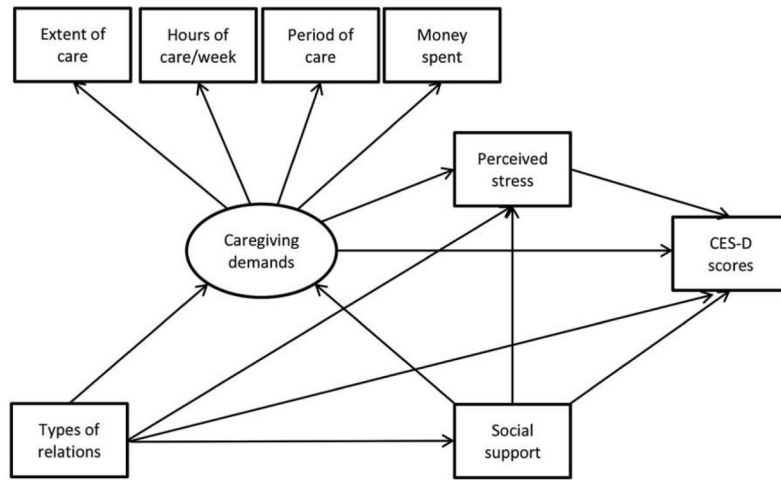 Extent of
care
Hours of
care/week
Period of
care
Money
spent
Perceived
stress
Caregiving
demands
CES-D
scores
Types of
relations
Social
support